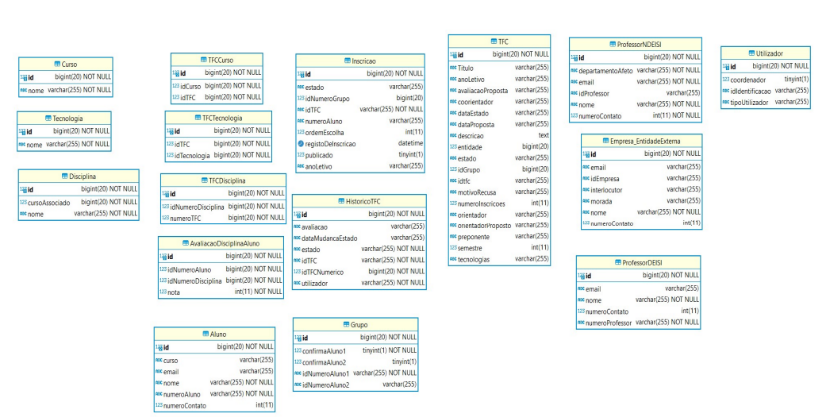 Curso
id bigint(20) NOT NULL
nome varchar(255) NOT NULL
Tecnologia
id bigint(20) NOT NULL
nome varchar(255) NOT NULL
Disciplina
id bigint(20) NOT NULL
cursoAssociado bigint(20) NOT NULL
nome varchar(255) NOT NULL
TFCCurso
id bigint(20) NOT NULL
idCurso bigint(20) NOT NULL
idTFC bigint(20) NOT NULL
TFCTecnologia
id bigint(20) NOT NULL
idTFC bigint(20) NOT NULL
idTecnologia bigint(20) NOT NULL
TFCDisciplina
id bigint(20) NOT NULL
idNumeroDisciplina bigint(20) NOT NULL
numeroTFC bigint(20) NOT NULL
AvaliacaoDisciplinaAluno
id bigint(20) NOT NULL
idNumeroAluno bigint(20) NOT NULL
idNumeroDisciplina bigint(20) NOT NULL
nota int(11) NOT NULL
Aluno
id bigint(20) NOT NULL
curso varchar(255)
email varchar(255)
nome varchar(255) NOT NULL
numeroAluno varchar(255) NOT NULL
numeroContato int(11)
Inscricao
id bigint(20) NOT NULL
estado varchar(255)
idNumeroGrupo bigint(20)
idTFC varchar(255) NOT NULL
numeroAluno varchar(255)
ordemEscolha int(11)
registoDeInscricao datetime
publicado tinyint(1)
anoLetivo varchar(255)
HistoricoTFC
id bigint(20) NOT NULL
avaliacao varchar(255)
dataMudancaEstado varchar(255)
estado varchar(255) NOT NULL
idTFC varchar(255) NOT NULL
idTFCNumerico bigint(20) NOT NULL
utilizador varchar(255) NOT NULL
Grupo
id bigint(20) NOT NULL
confirmaAluno1 tinyint(1) NOT NULL
confirmaAluno2 tinyint(1)
idNumeroAluno1 varchar(255) NOT NULL
idNumeroAluno2 varchar(255)
TFC
id bigint(20) NOT NULL
Titulo varchar(255)
anoLetivo varchar(255)
avaliacaoProposta varchar(255)
coorientador varchar(255)
dataEstado varchar(255)
dataProposta varchar(255)
descricao text
entidade bigint(20)
estado varchar(255)
idGrupo bigint(20)
idtfc varchar(255)
motivoRecusa varchar(255)
numeroInscricoes int(11)
orientador varchar(255)
orientadorProposto varchar(255)
preponente varchar(255)
semestre int(11)
tecnologias varchar(255)
ProfessorNDEISI
id bigint(20) NOT NULL
departamentoAfeto varchar(255) NOT NULL
email varchar(255) NOT NULL
idProfessor varchar(255)
nome varchar(255) NOT NULL
numeroContato int(11) NOT NULL
Empresa_EntidadeExterna
id bigint(20) NOT NULL
email varchar(255)
idEmpresa varchar(255)
interlocutor varchar(255)
morada varchar(255)
nome varchar(255) NOT NULL
numeroContato int(11)
ProfessorDEISI
id bigint(20) NOT NULL
email varchar(255)
nome varchar(255) NOT NULL
numeroContato int(11)
numeroProfessor varchar(255) NOT NULL
Utilizador
id bigint(20) NOT NULL
coordenador tinyint(1)
idIdentificacao varchar(255)
tipoUtilizador varchar(255)